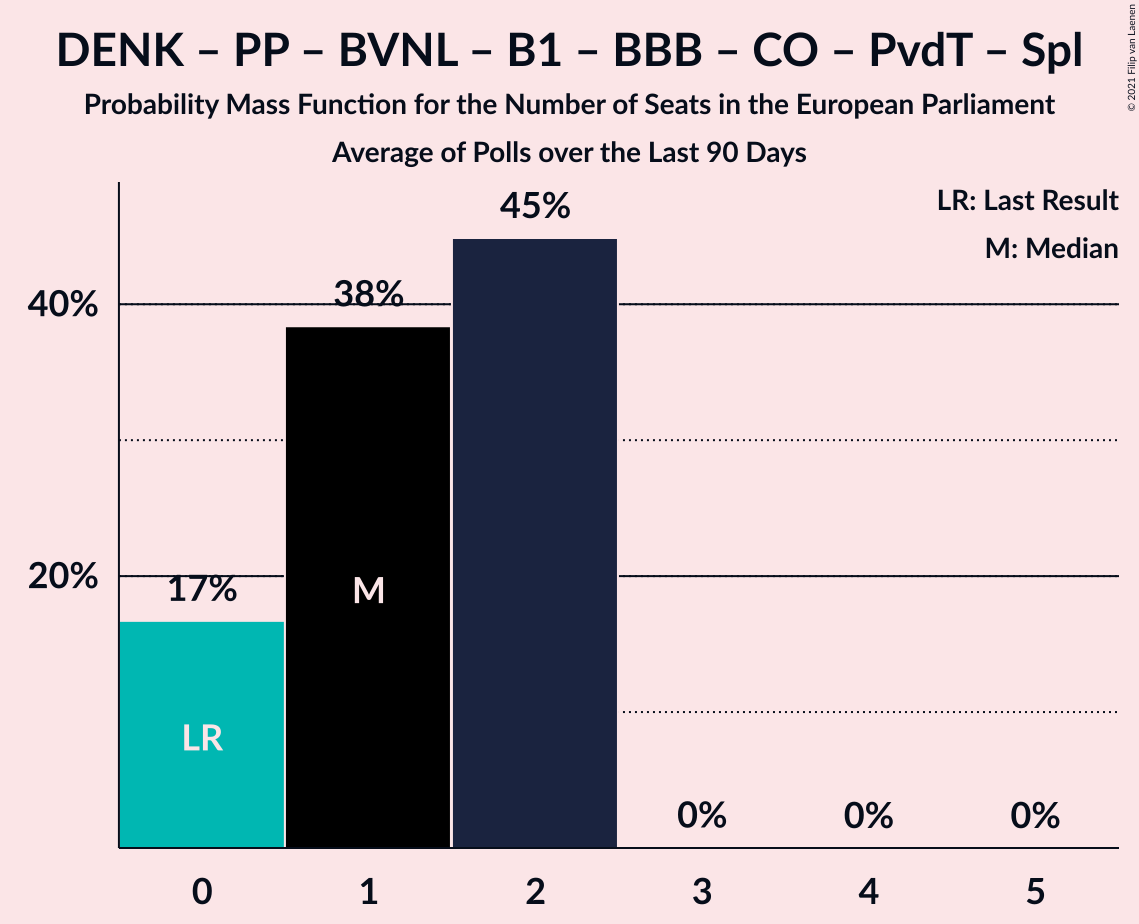 DENK – PP – BVNL – B1 – BBB – CO – PvdT – Spl
Probability Mass Function for the Number of Seats in the European Parliament
Average of Polls over the Last 90 Days
© 2021 Filip van Laenen
LR: Last Result
M: Median
45%
38%
40%
20%
17%
M
LR
0%
0%
0%
0
1
2
3
4
5